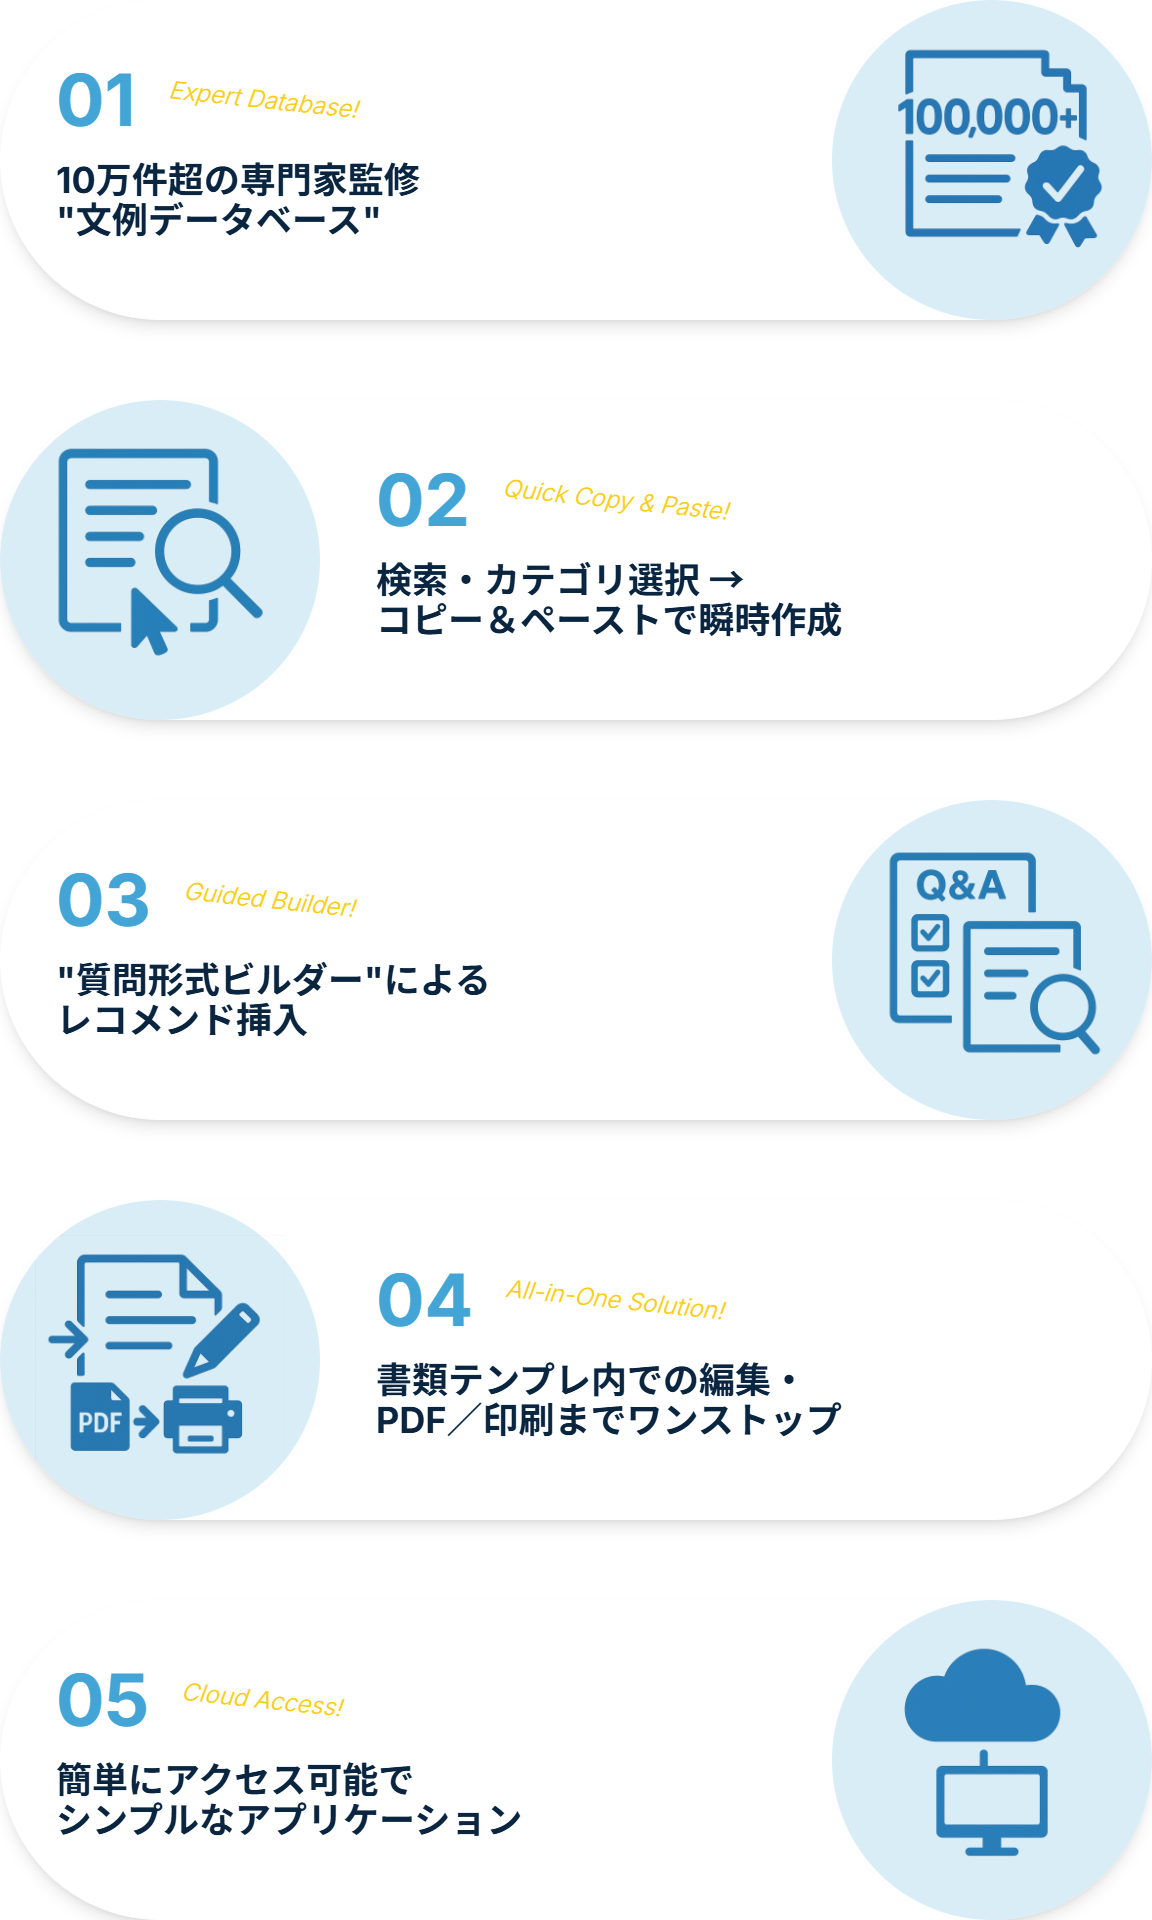 01
Expert Database!
100,000+
10万件超の専門家監修
"文例データベース"
02
Quick Copy & Paste!
検索・カテゴリ選択 →
コピー＆ペーストで瞬時作成
03
Guided Builder!
Q&A
"質問形式ビルダー"による
レコメンド挿入
04
All-in-One Solution!
書類テンプレ内での編集・
PDF／印刷までワンストップ
PDF
05
Cloud Access!
簡単にアクセス可能で
シンプルなアプリケーション